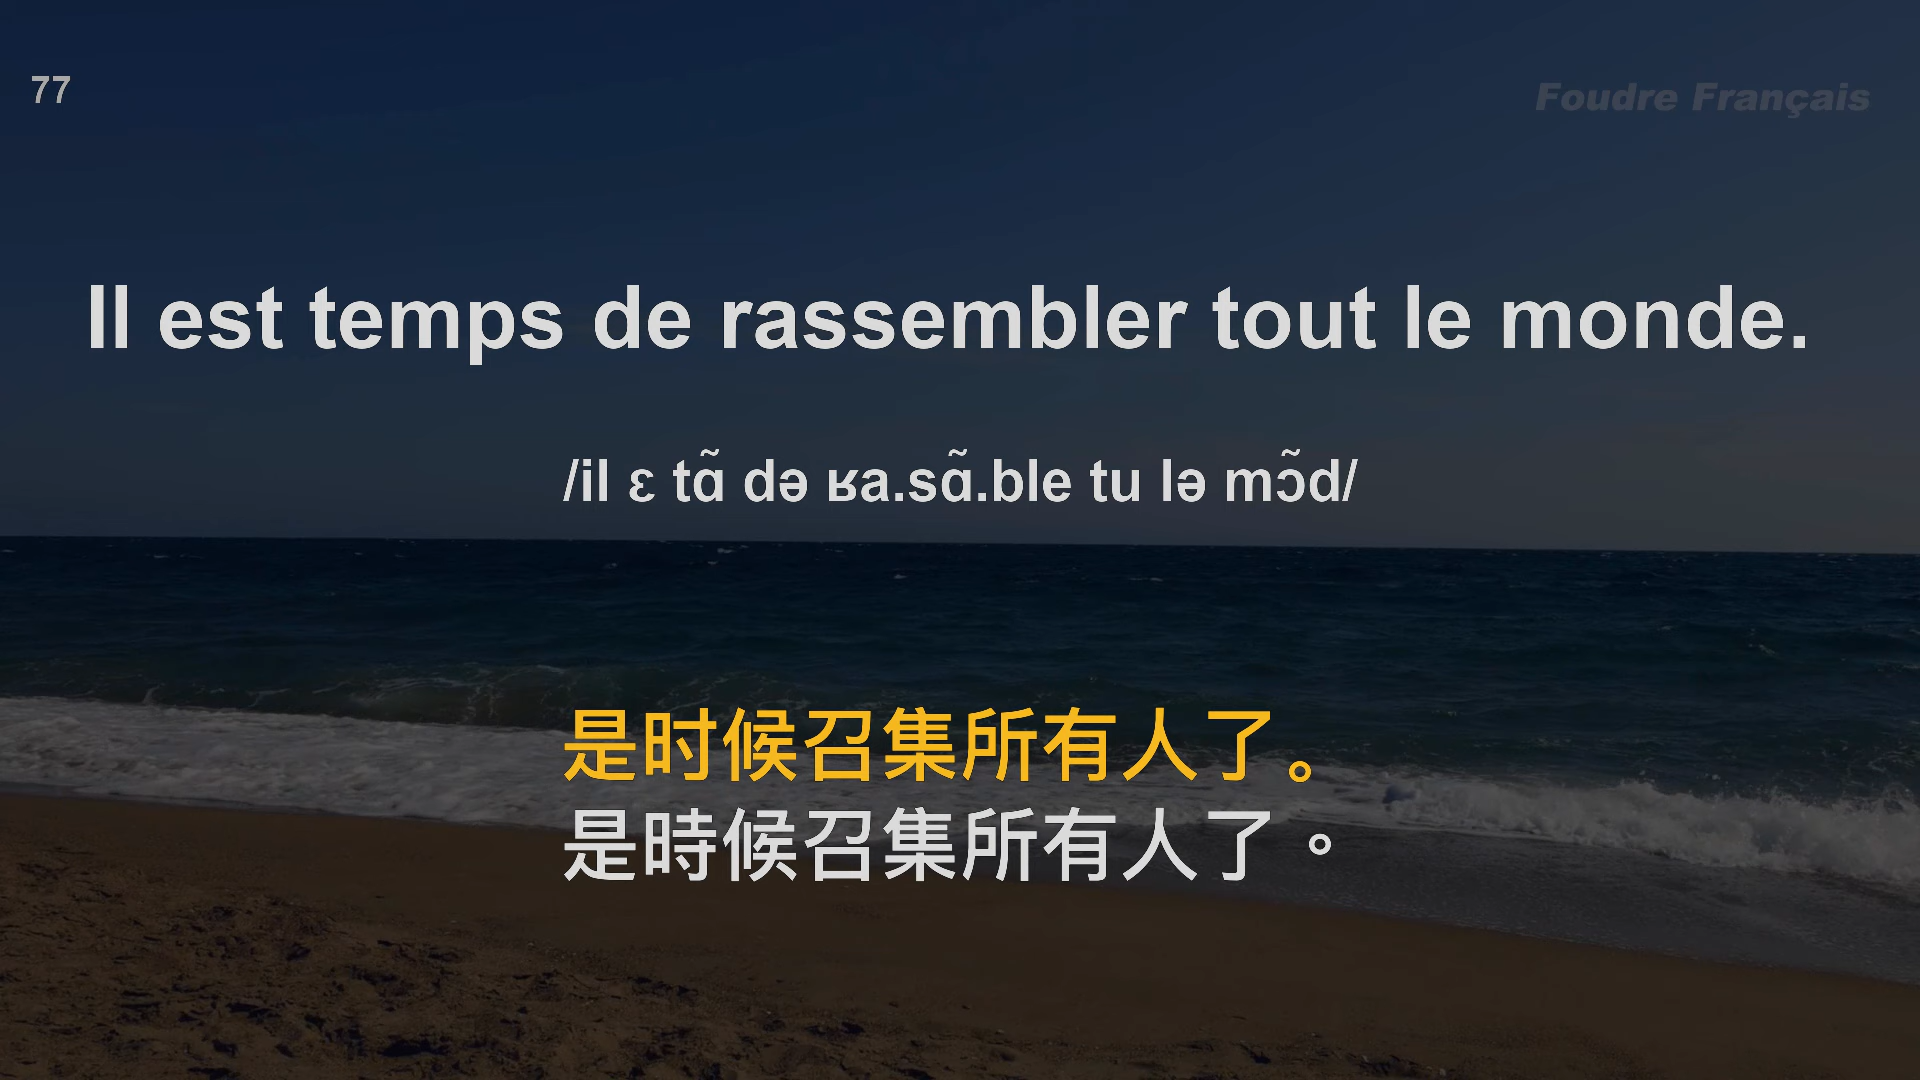 77
Foudre Français
Il est temps de rassembler tout le monde.
/il ɛ tɑ̃ də ʁa.sɑ̃.ble tu lə mɔ̃d/
是时候召集所有人了。
是時候召集所有人了。